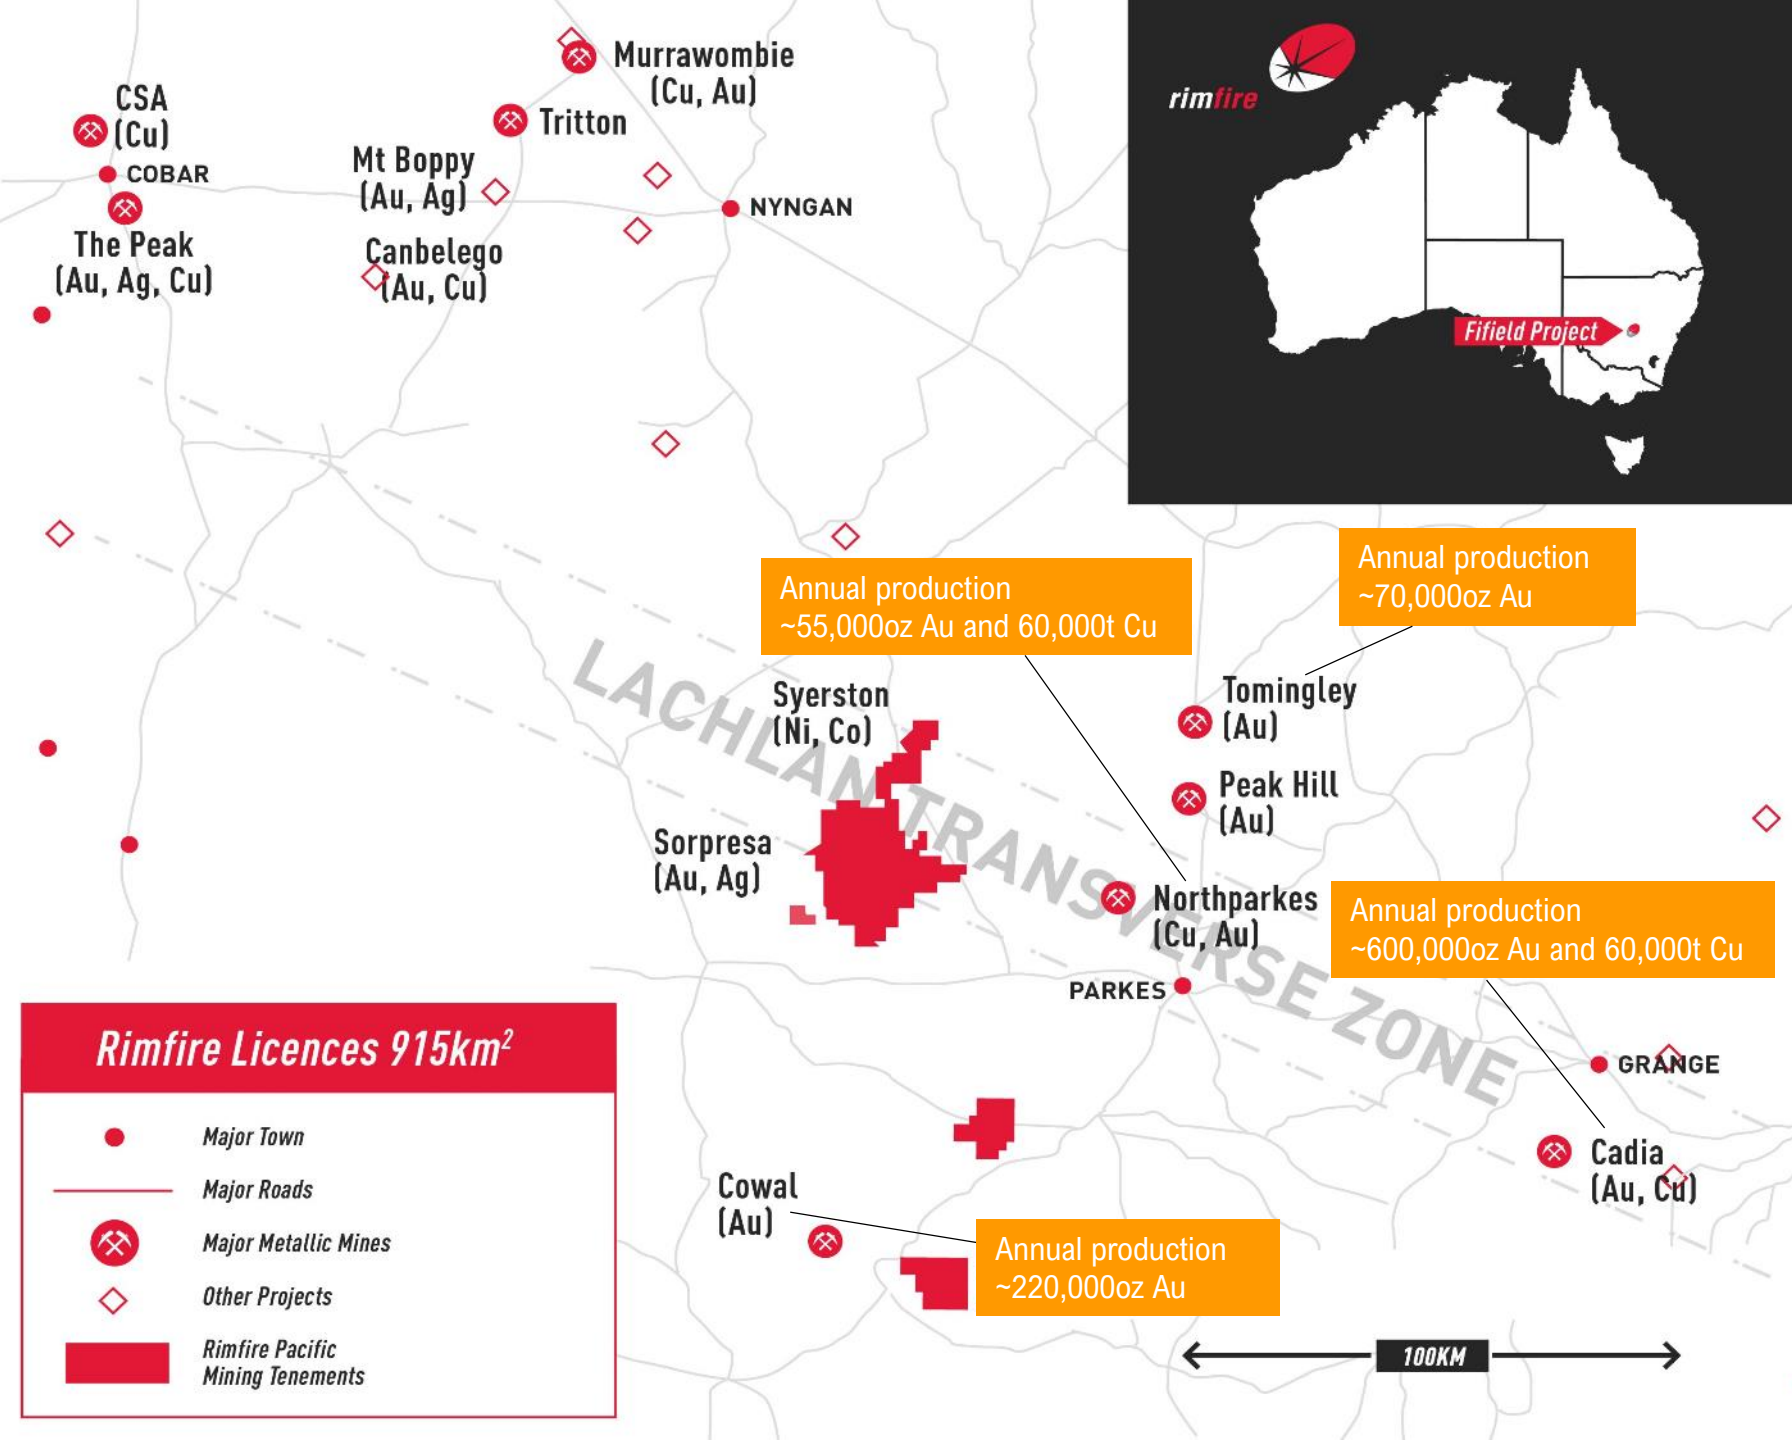 rimfire
Fifield Project
Murrawombie
(Cu, Au)
CSA
(Cu)
Tritton
COBAR
Mt Boppy
(Au, Ag)
NYNGAN
The Peak
(Au, Ag, Cu)
Canbelego
(Au, Cu)
Annual production
~70,000oz Au
Annual production
~55,000oz Au and 60,000t Cu
LACHLAN TRANSVERSE ZONE
Syerston
(Ni, Co)
Tomingley
(Au)
Peak Hill
(Au)
Sorpresa
(Au, Ag)
Northparkes
(Cu, Au)
Annual production
~600,000oz Au and 60,000t Cu
PARKES
GRANGE
Cadia
(Au, Cu)
Cowal
(Au)
Annual production
~220,000oz Au
100KM
Rimfire Licences 915km²
Major Town
Major Roads
Major Metallic Mines
Other Projects
Rimfire Pacific
Mining Tenements